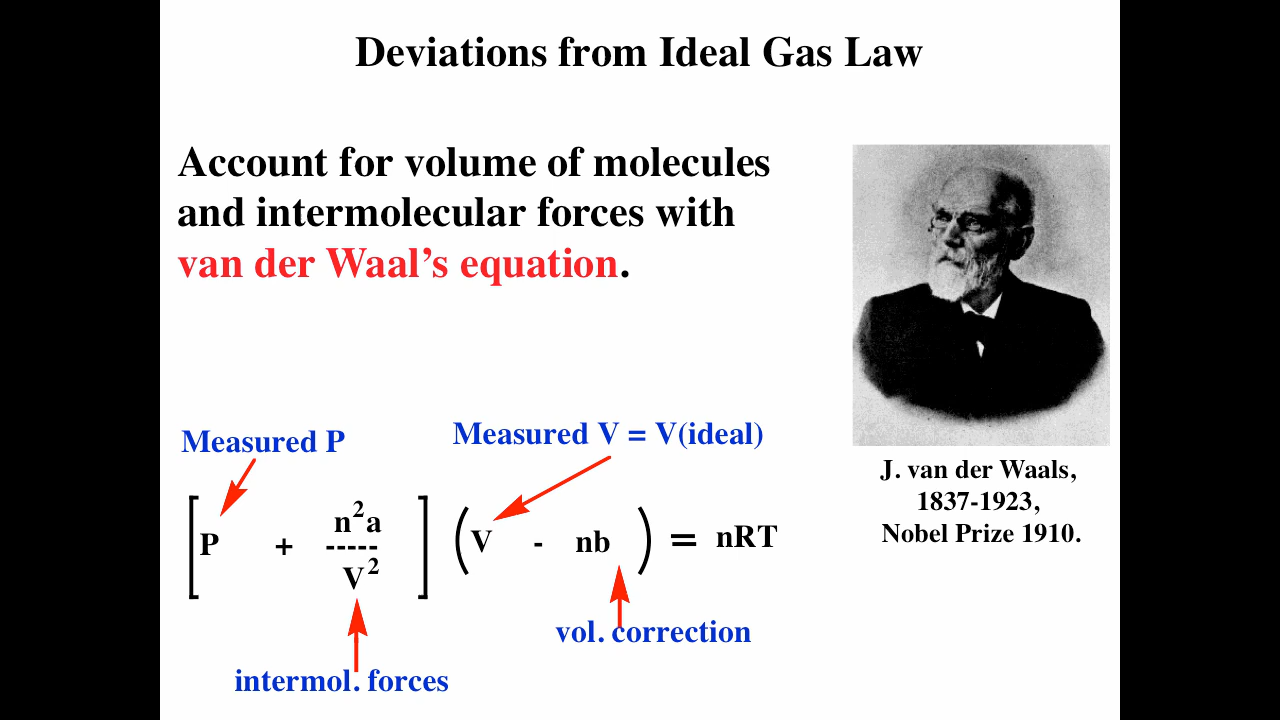 Deviations from Ideal Gas Law
Account for volume of molecules
and intermolecular forces with
van der Waal’s equation.
Measured P
Measured V = V(ideal)
[P + n²a ----- V²] (V - nb) = nRT
vol. correction
intermol. forces
J. van der Waals,
1837-1923,
Nobel Prize 1910.